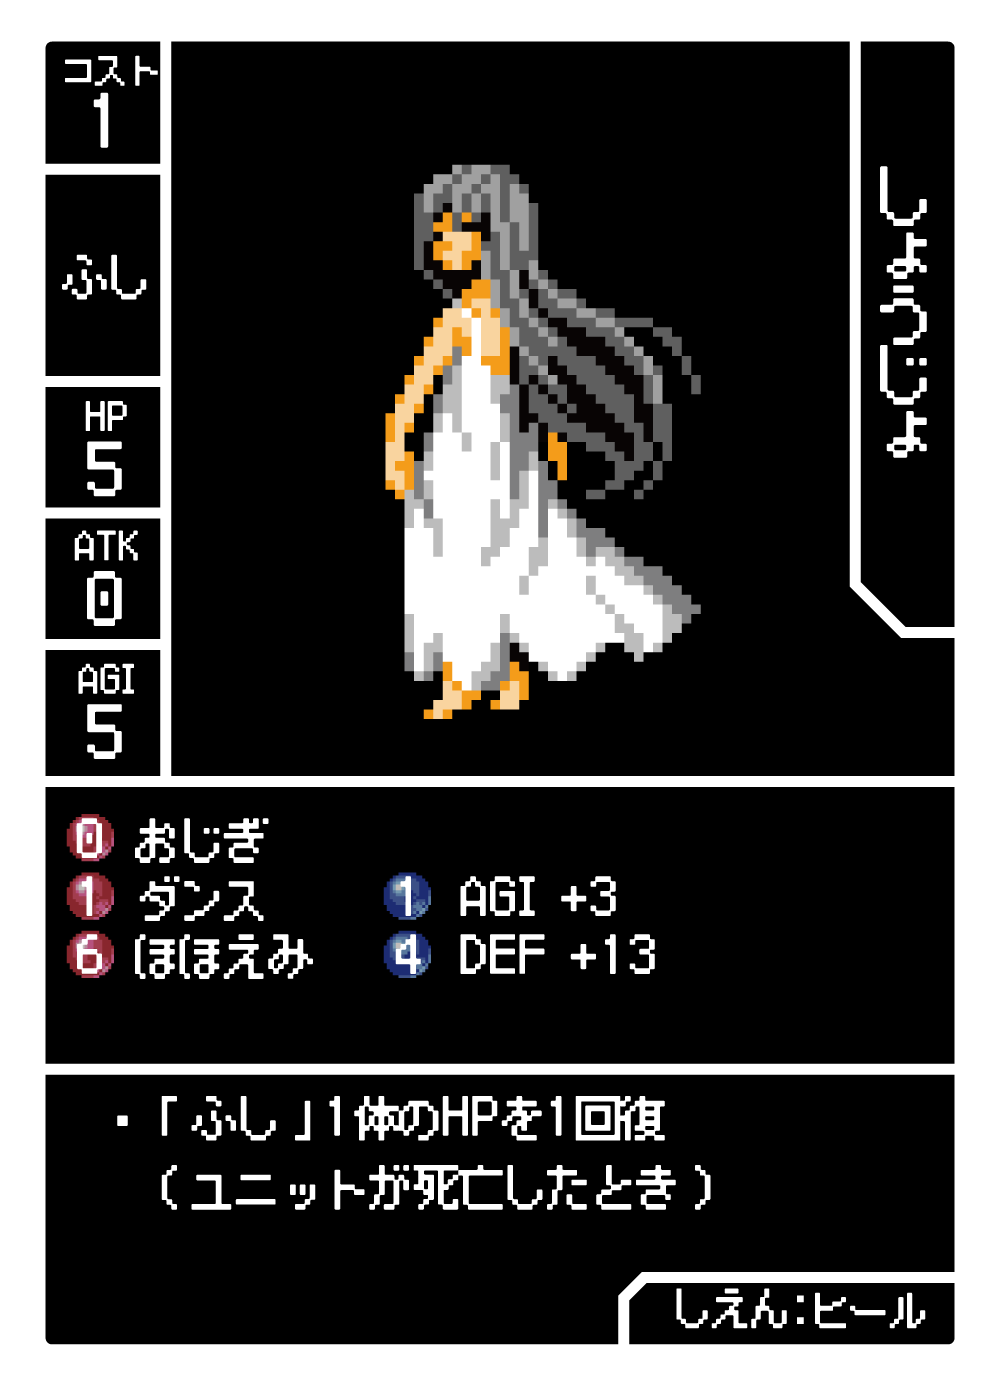 コスト
1
ふし
HP
5
ATK
0
AGI
5
しょうじょ
0 おじぎ
1 ダンス 1 AGI +3
6 ほほえみ 4 DEF +13
・「ふし」1体のHPを1回復
(ユニットが死亡したとき)
しえん:ヒール